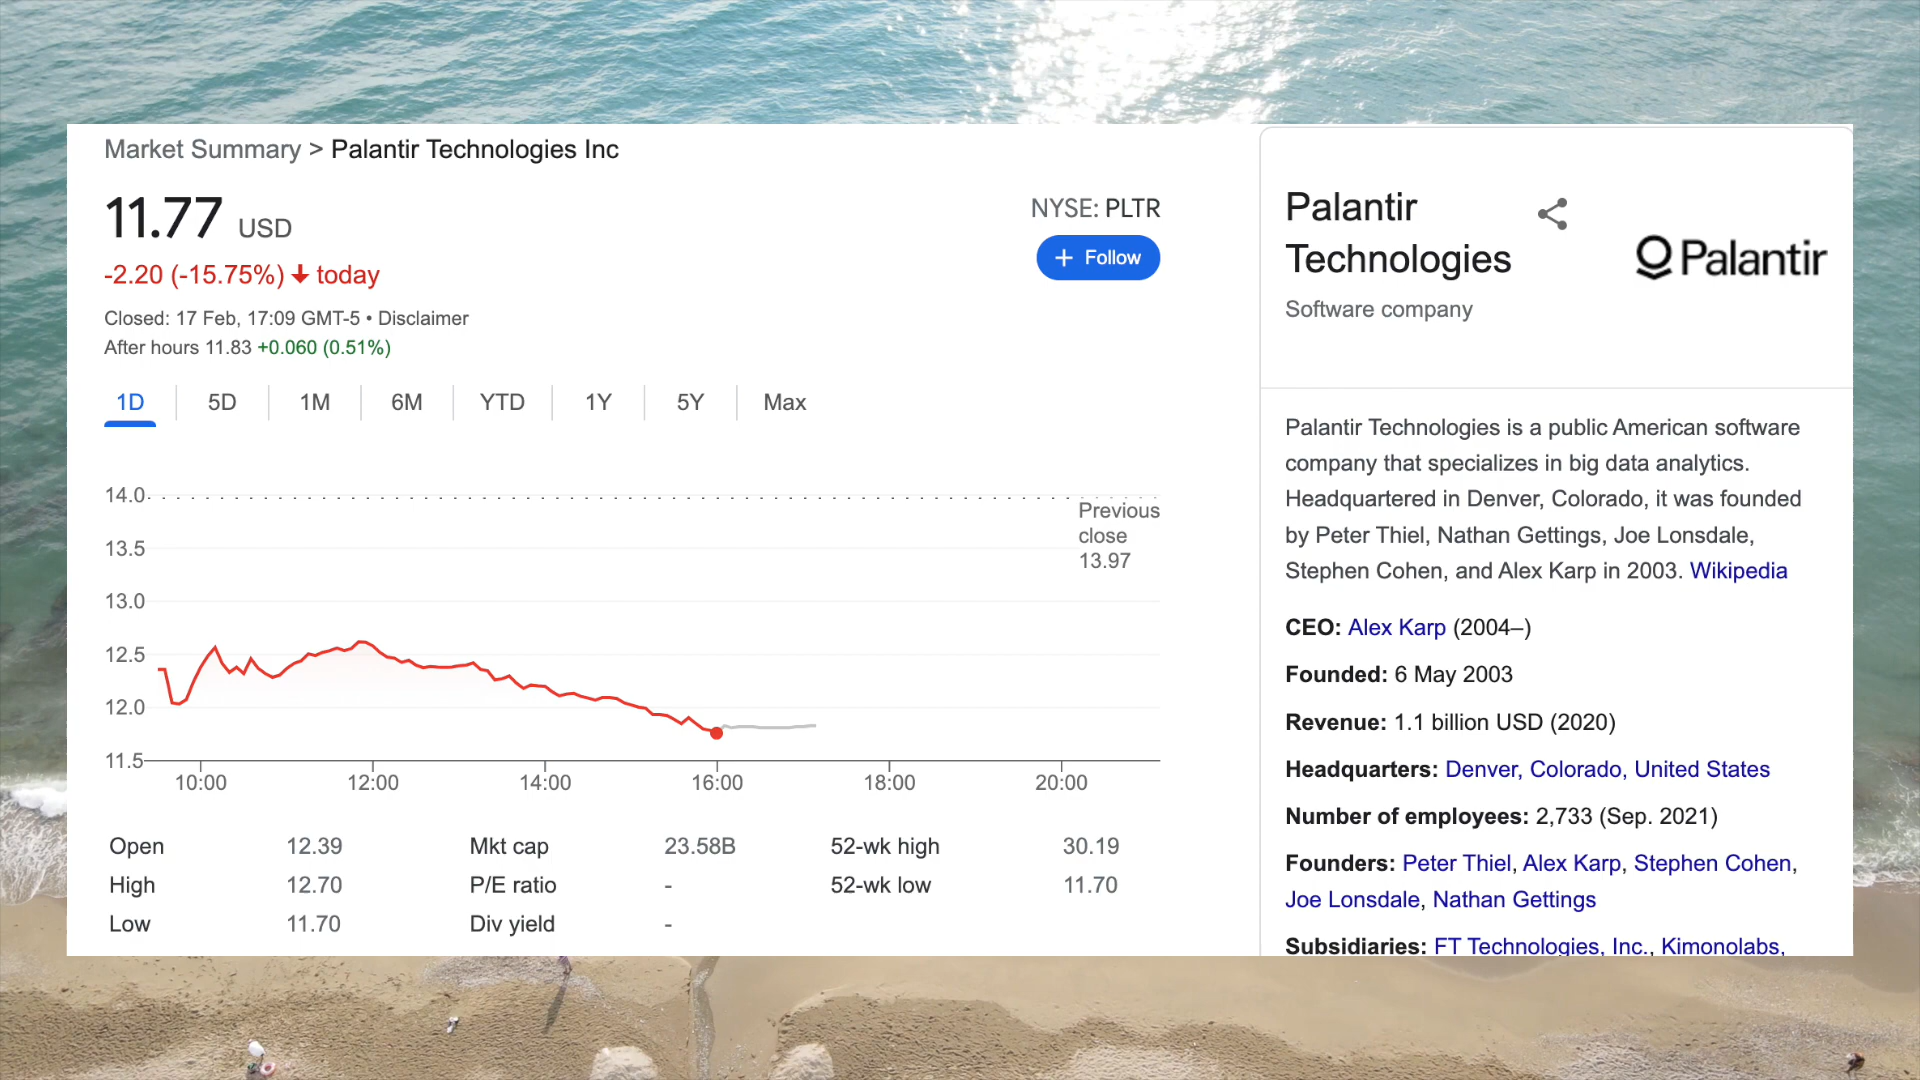 Market Summary > Palantir Technologies Inc
11.77 USD
-2.20 (-15.75%) ↓ today
Closed: 17 Feb, 17:09 GMT-5 • Disclaimer
After hours 11.83 +0.060 (0.51%)
NYSE: PLTR
+ Follow
1D 5D 1M 6M YTD 1Y 5Y Max
14.0
13.5
13.0
12.5
12.0
11.5
Previous
close
13.97
10:00 12:00 14:00 16:00 18:00 20:00
Open 12.39 Mkt cap 23.58B 52-wk high 30.19
High 12.70 P/E ratio - 52-wk low 11.70
Low 11.70 Div yield -
Palantir
Technologies
Software company
Palantir
Palantir Technologies is a public American software
company that specializes in big data analytics.
Headquartered in Denver, Colorado, it was founded
by Peter Thiel, Nathan Gettings, Joe Lonsdale,
Stephen Cohen, and Alex Karp in 2003. Wikipedia
CEO: Alex Karp (2004–)
Founded: 6 May 2003
Revenue: 1.1 billion USD (2020)
Headquarters: Denver, Colorado, United States
Number of employees: 2,733 (Sep. 2021)
Founders: Peter Thiel, Alex Karp, Stephen Cohen,
Joe Lonsdale, Nathan Gettings
Subsidiaries: FT Technologies, Inc., Kimonolabs,